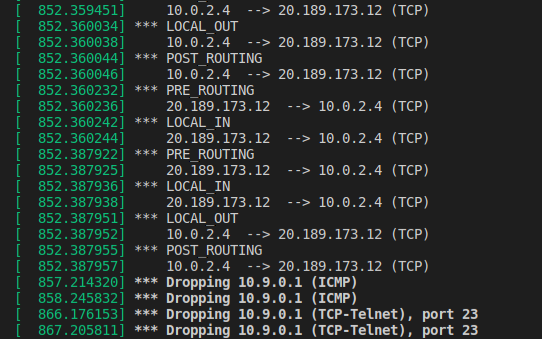 [  852.359451]     10.0.2.4  --> 20.189.173.12 (TCP)
[  852.360034] *** LOCAL_OUT
[  852.360038]     10.0.2.4  --> 20.189.173.12 (TCP)
[  852.360044] *** POST_ROUTING
[  852.360046]     10.0.2.4  --> 20.189.173.12 (TCP)
[  852.360232] *** PRE_ROUTING
[  852.360236]     20.189.173.12  --> 10.0.2.4 (TCP)
[  852.360242] *** LOCAL_IN
[  852.360244]     20.189.173.12  --> 10.0.2.4 (TCP)
[  852.387922] *** PRE_ROUTING
[  852.387925]     20.189.173.12  --> 10.0.2.4 (TCP)
[  852.387936] *** LOCAL_IN
[  852.387938]     20.189.173.12  --> 10.0.2.4 (TCP)
[  852.387951] *** LOCAL_OUT
[  852.387952]     10.0.2.4  --> 20.189.173.12 (TCP)
[  852.387955] *** POST_ROUTING
[  852.387957]     10.0.2.4  --> 20.189.173.12 (TCP)
[  857.214320] *** Dropping 10.9.0.1 (ICMP)
[  858.245832] *** Dropping 10.9.0.1 (ICMP)
[  866.176153] *** Dropping 10.9.0.1 (TCP-Telnet), port 23
[  867.205811] *** Dropping 10.9.0.1 (TCP-Telnet), port 23